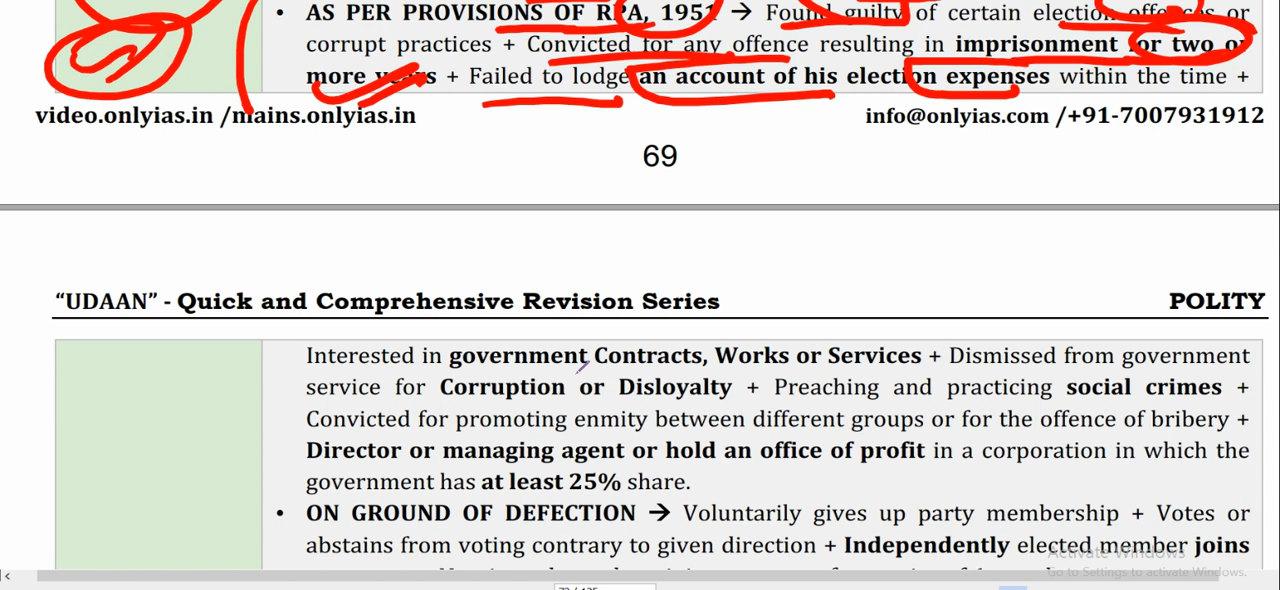 • AS PER PROVISIONS OF RPA, 1951 → Found guilty of certain election offences or
corrupt practices + Convicted for any offence resulting in imprisonment for two or
more years + Failed to lodge an account of his election expenses within the time +
video.onlyias.in /mains.onlyias.in info@onlyias.com /+91-7007931912
69
“UDAAN” - Quick and Comprehensive Revision Series POLITY
Interested in government Contracts, Works or Services + Dismissed from government
service for Corruption or Disloyalty + Preaching and practicing social crimes +
Convicted for promoting enmity between different groups or for the offence of bribery +
Director or managing agent or hold an office of profit in a corporation in which the
government has at least 25% share.
• ON GROUND OF DEFECTION → Voluntarily gives up party membership + Votes or
abstains from voting contrary to given direction + Independently elected member joins
Activate Windows
Go to Settings to activate Windows.